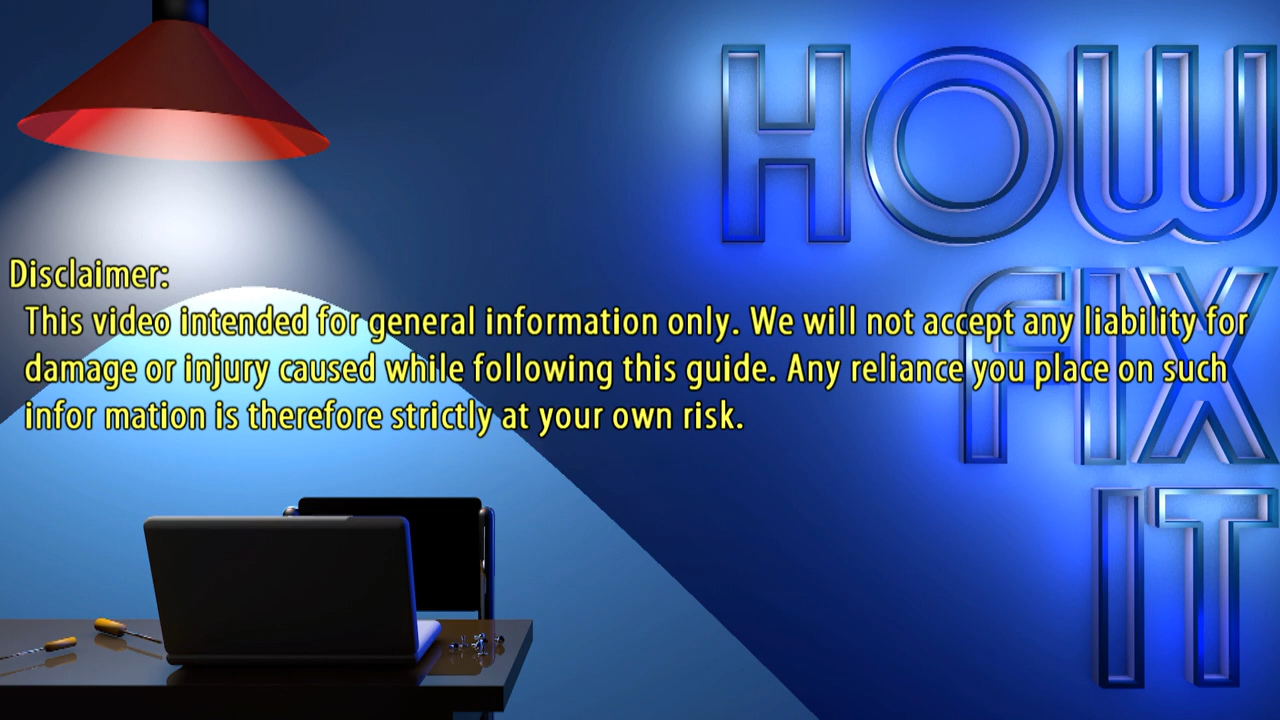 HOW
FIX
IT
Disclaimer:
This video intended for general information only. We will not accept any liability for
damage or injury caused while following this guide. Any reliance you place on such
infor mation is therefore strictly at your own risk.